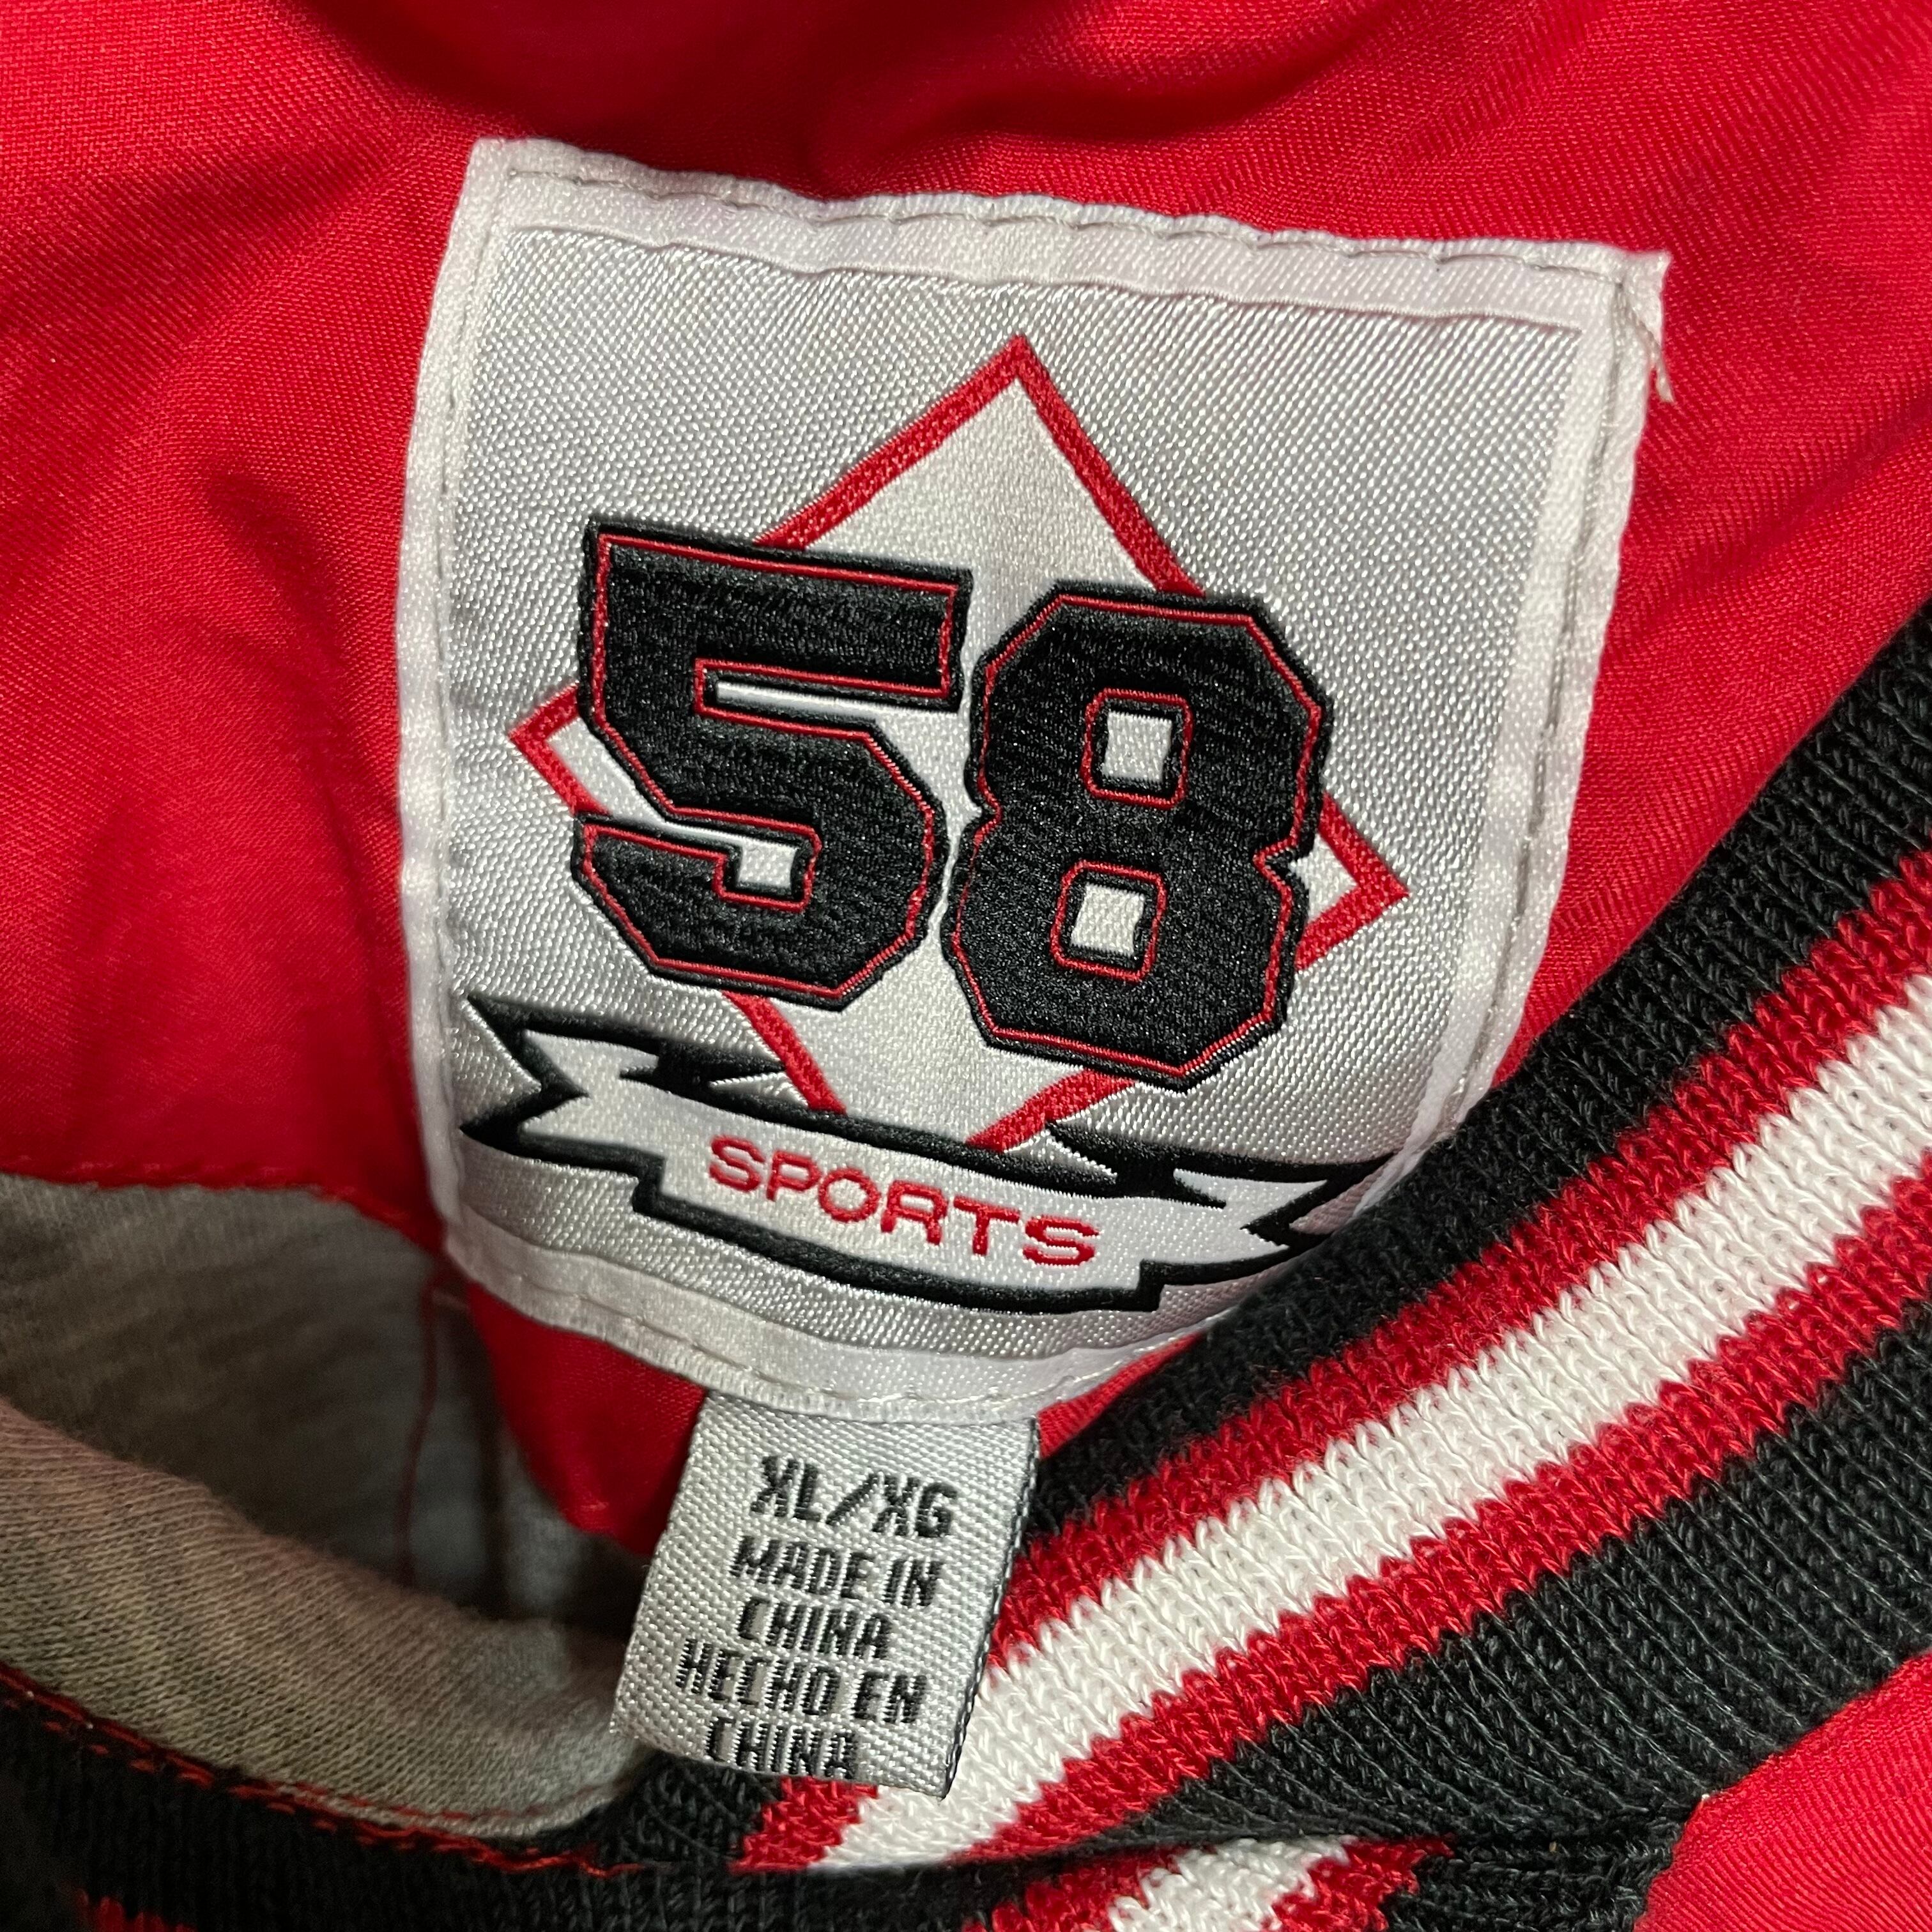 58
SPORTS
XL/XG
MADE IN
CHINA
HECHO EN
CHINA